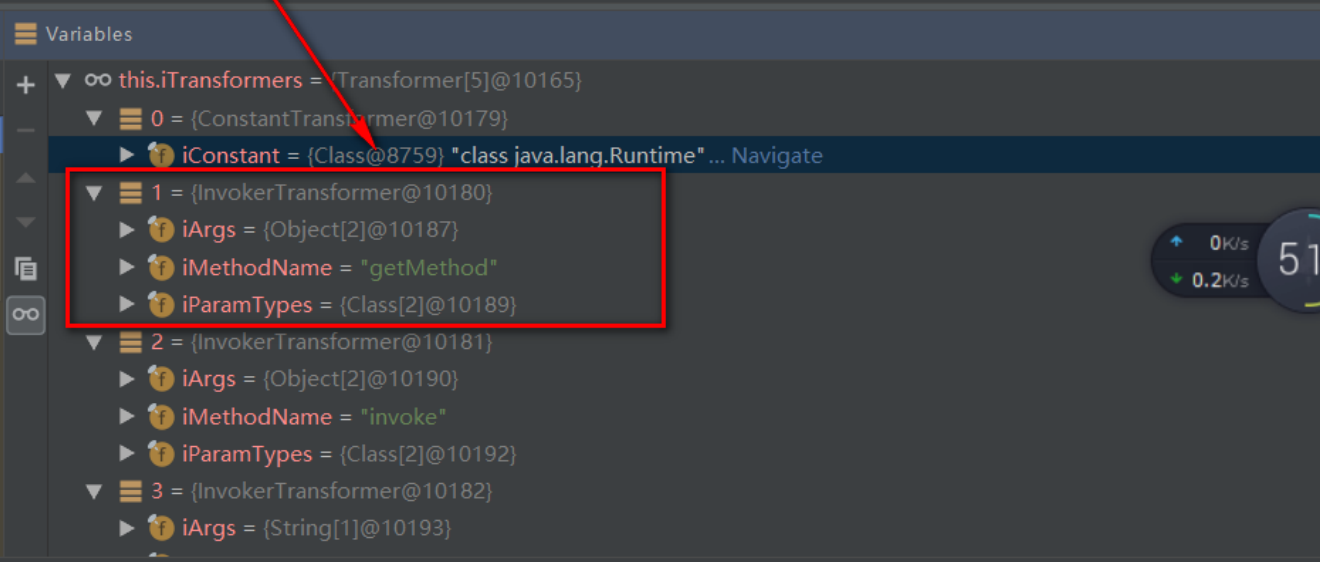 Variables
this.iTransformers = {Transformer[5]@10165}
0 = {ConstantTransformer@10179}
iConstant = {Class@8759} "class java.lang.Runtime"... Navigate
1 = {InvokerTransformer@10180}
iArgs = {Object[2]@10187}
iMethodName = "getMethod"
iParamTypes = {Class[2]@10189}
2 = {InvokerTransformer@10181}
iArgs = {Object[2]@10190}
iMethodName = "invoke"
iParamTypes = {Class[2]@10192}
3 = {InvokerTransformer@10182}
iArgs = {String[1]@10193}
0K/s
0.2K/s
51